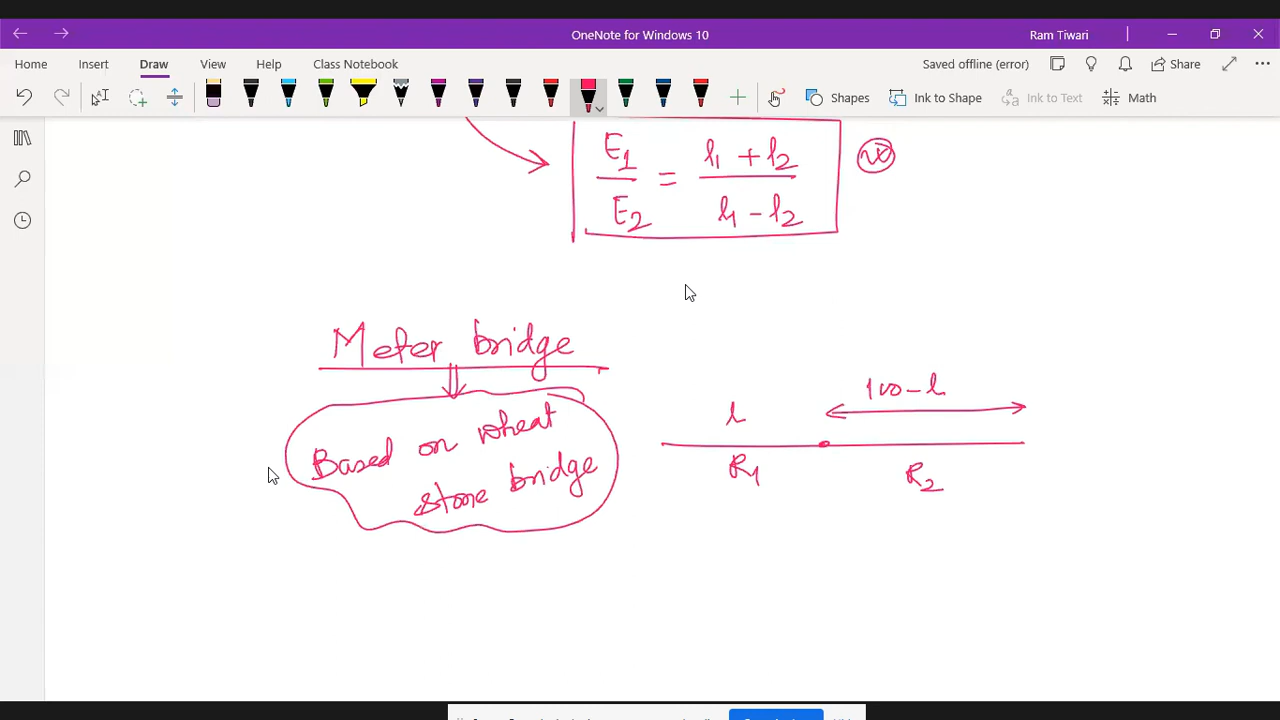 OneNote for Windows 10
Ram Tiwari
Home Insert Draw View Help Class Notebook
Saved offline (error) Share
Shapes Ink to Shape Ink to Text Math
E1/E2 = l1 + l2 / l1 - l2
Meter bridge
Based on wheat
stone bridge
l
100 - l
R1
R2